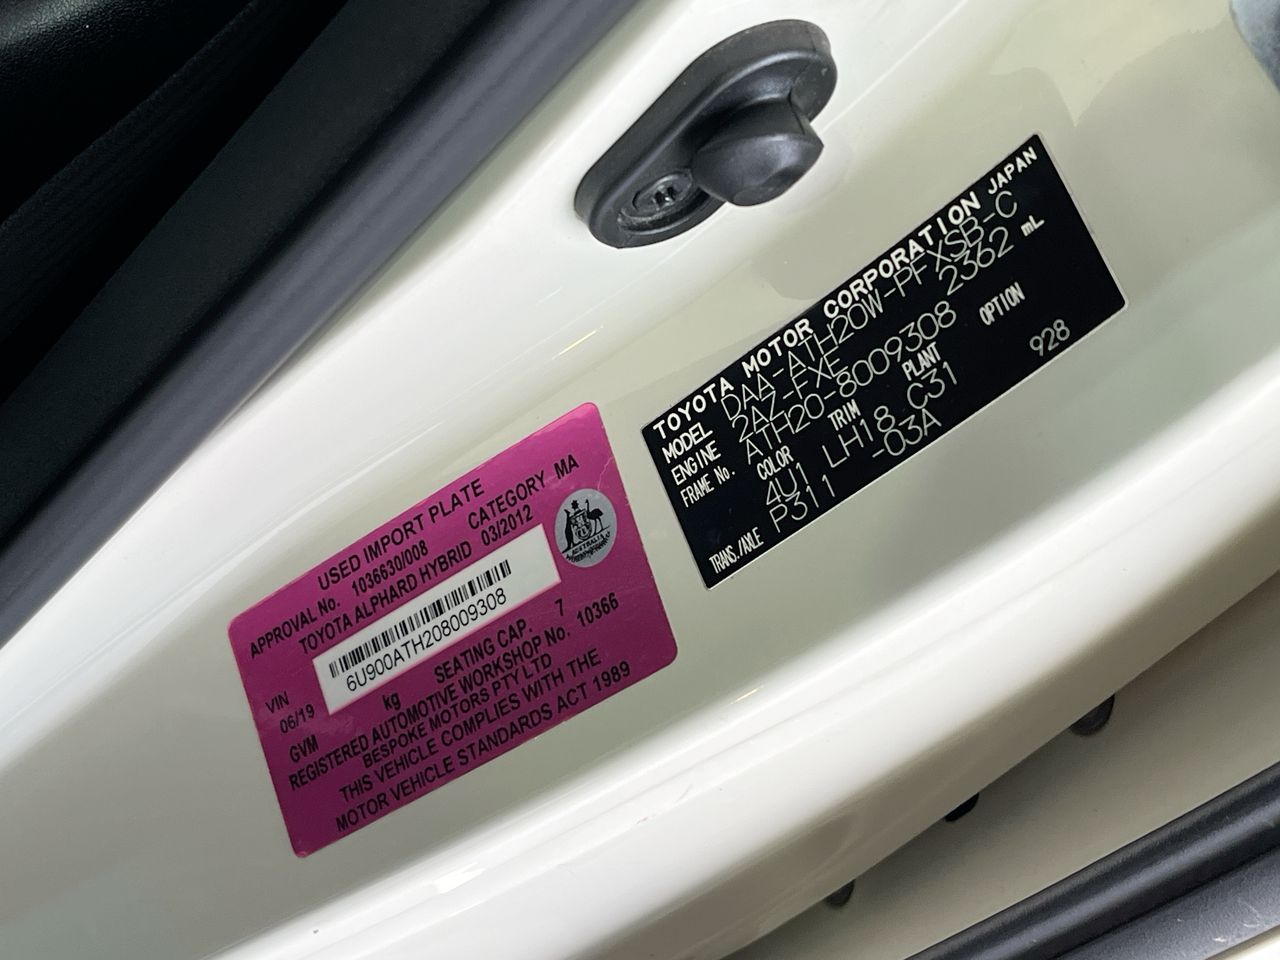 TOYOTA MOTOR CORPORATION JAPAN
MODEL DAA-ATH20W-PFXSB-C
ENGINE 2AZ-FXE 2362 mL
FRAME No. ATH20-8009308
COLOR TRIM PLANT OPTION
4U1 LH18 C31 928
TRANS./AXLE P311 -03A
USED IMPORT PLATE
APPROVAL No. 1036630/008 CATEGORY MA
TOYOTA ALPHARD HYBRID 03/2012
AUSTRALIA
VIN 6U900ATH208009308
06/19
GVM kg SEATING CAP. 7
REGISTERED AUTOMOTIVE WORKSHOP No. 10366
BESPOKE MOTORS PTY LTD
THIS VEHICLE COMPLIES WITH THE
MOTOR VEHICLE STANDARDS ACT 1989